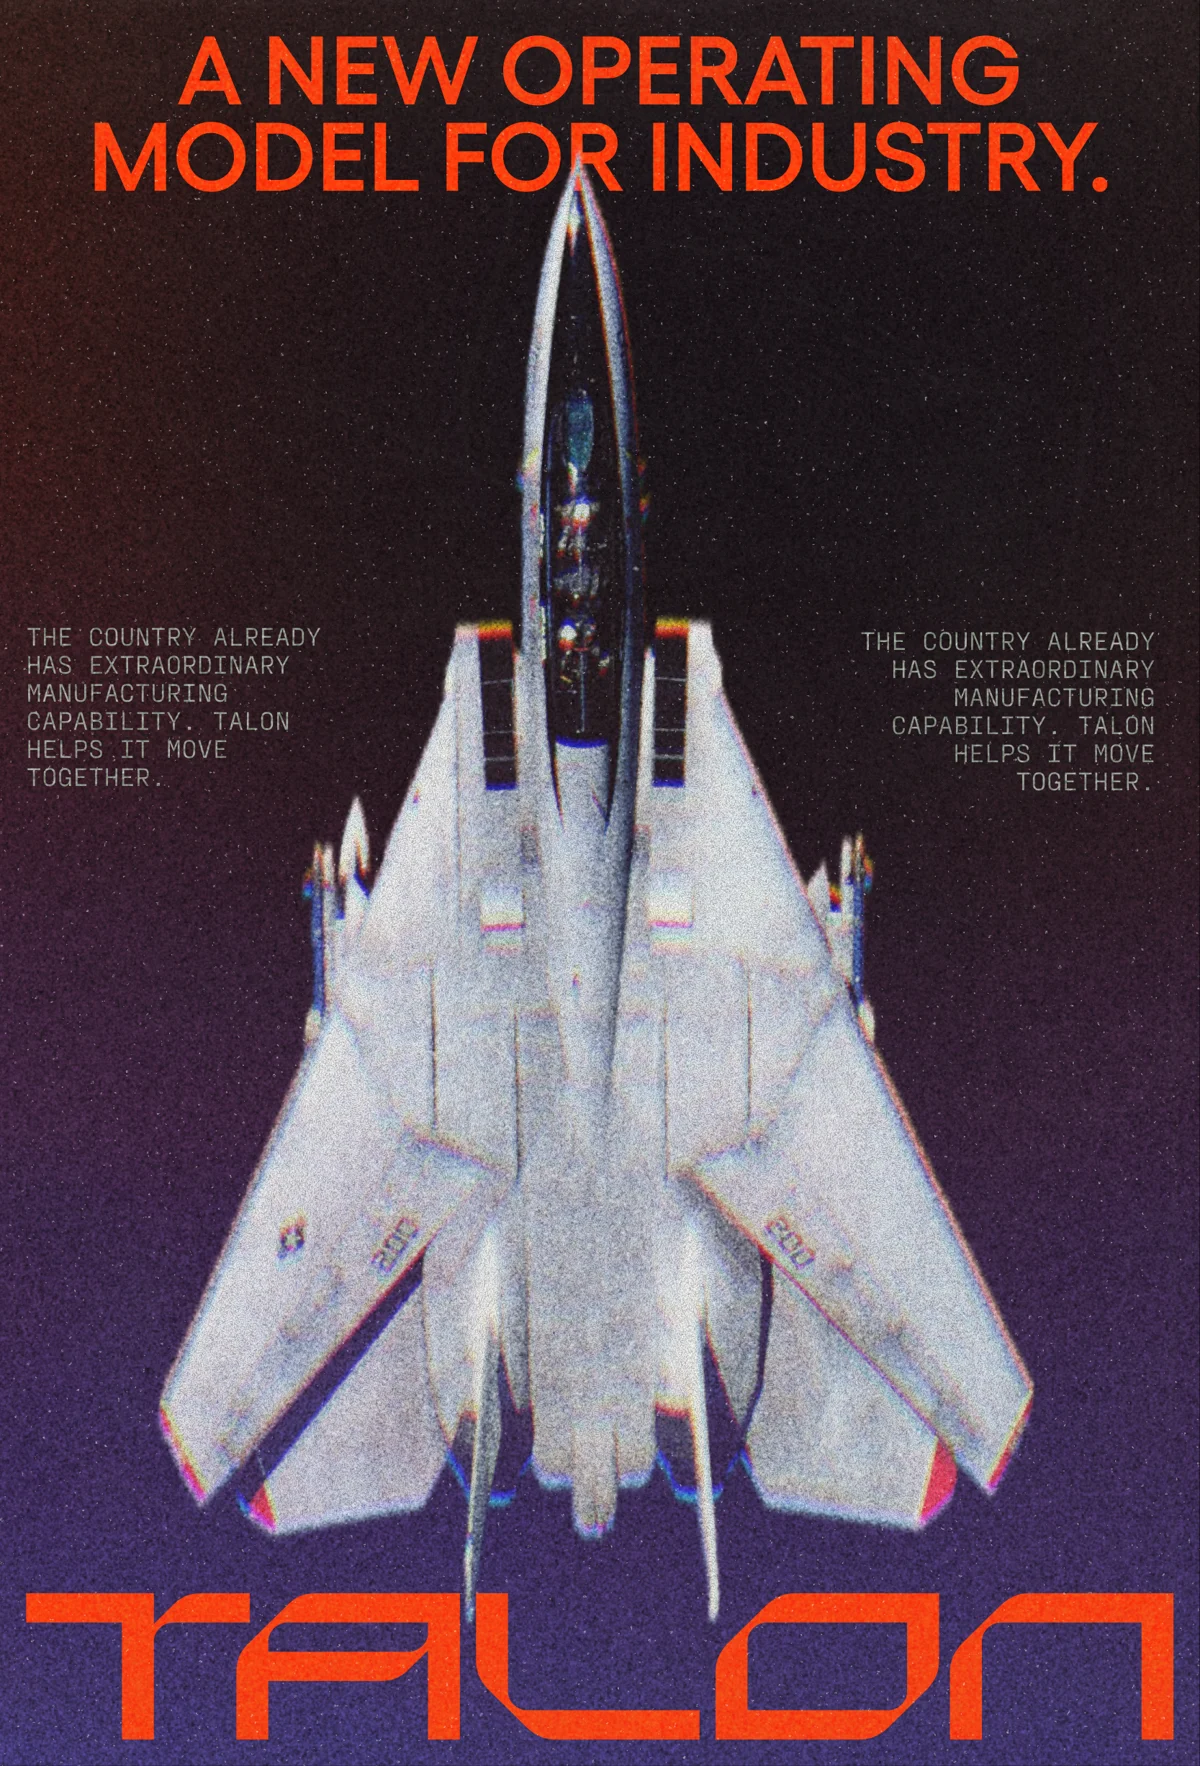 A NEW OPERATING
MODEL FOR INDUSTRY.
THE COUNTRY ALREADY
HAS EXTRAORDINARY
MANUFACTURING
CAPABILITY. TALON
HELPS IT MOVE
TOGETHER.
THE COUNTRY ALREADY
HAS EXTRAORDINARY
MANUFACTURING
CAPABILITY. TALON
HELPS IT MOVE
TOGETHER.
200
200
TALON